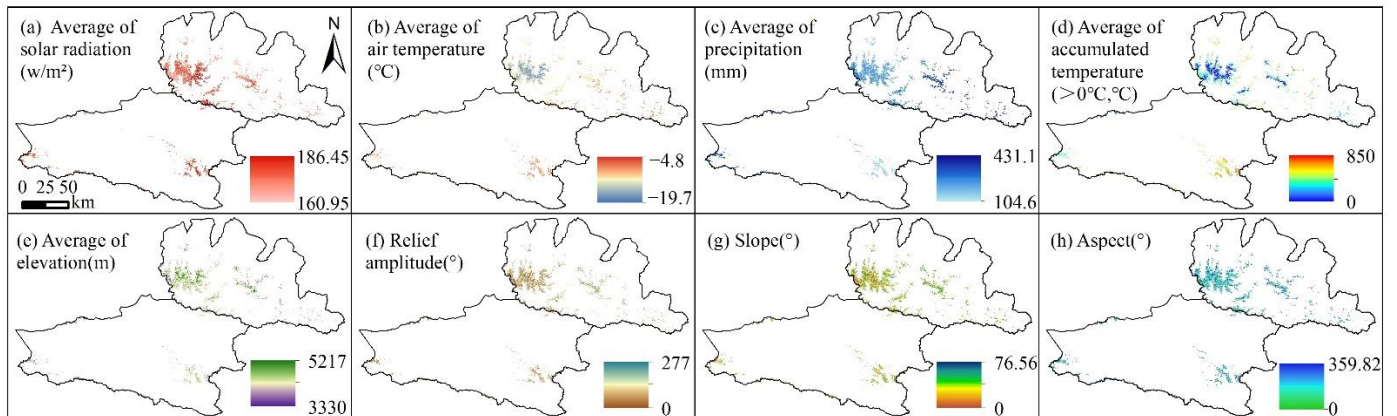 (a) Average of
solar radiation
(w/m²)
N
186.45
160.95
0 25 50
km
(b) Average of
air temperature
(℃)
−4.8
−19.7
(c) Average of
precipitation
(mm)
431.1
104.6
(d) Average of
accumulated
temperature
(＞0℃,℃)
850
0
(e) Average of
elevation(m)
5217
3330
(f) Relief
amplitude(°)
277
0
(g) Slope(°)
76.56
0
(h) Aspect(°)
359.82
0